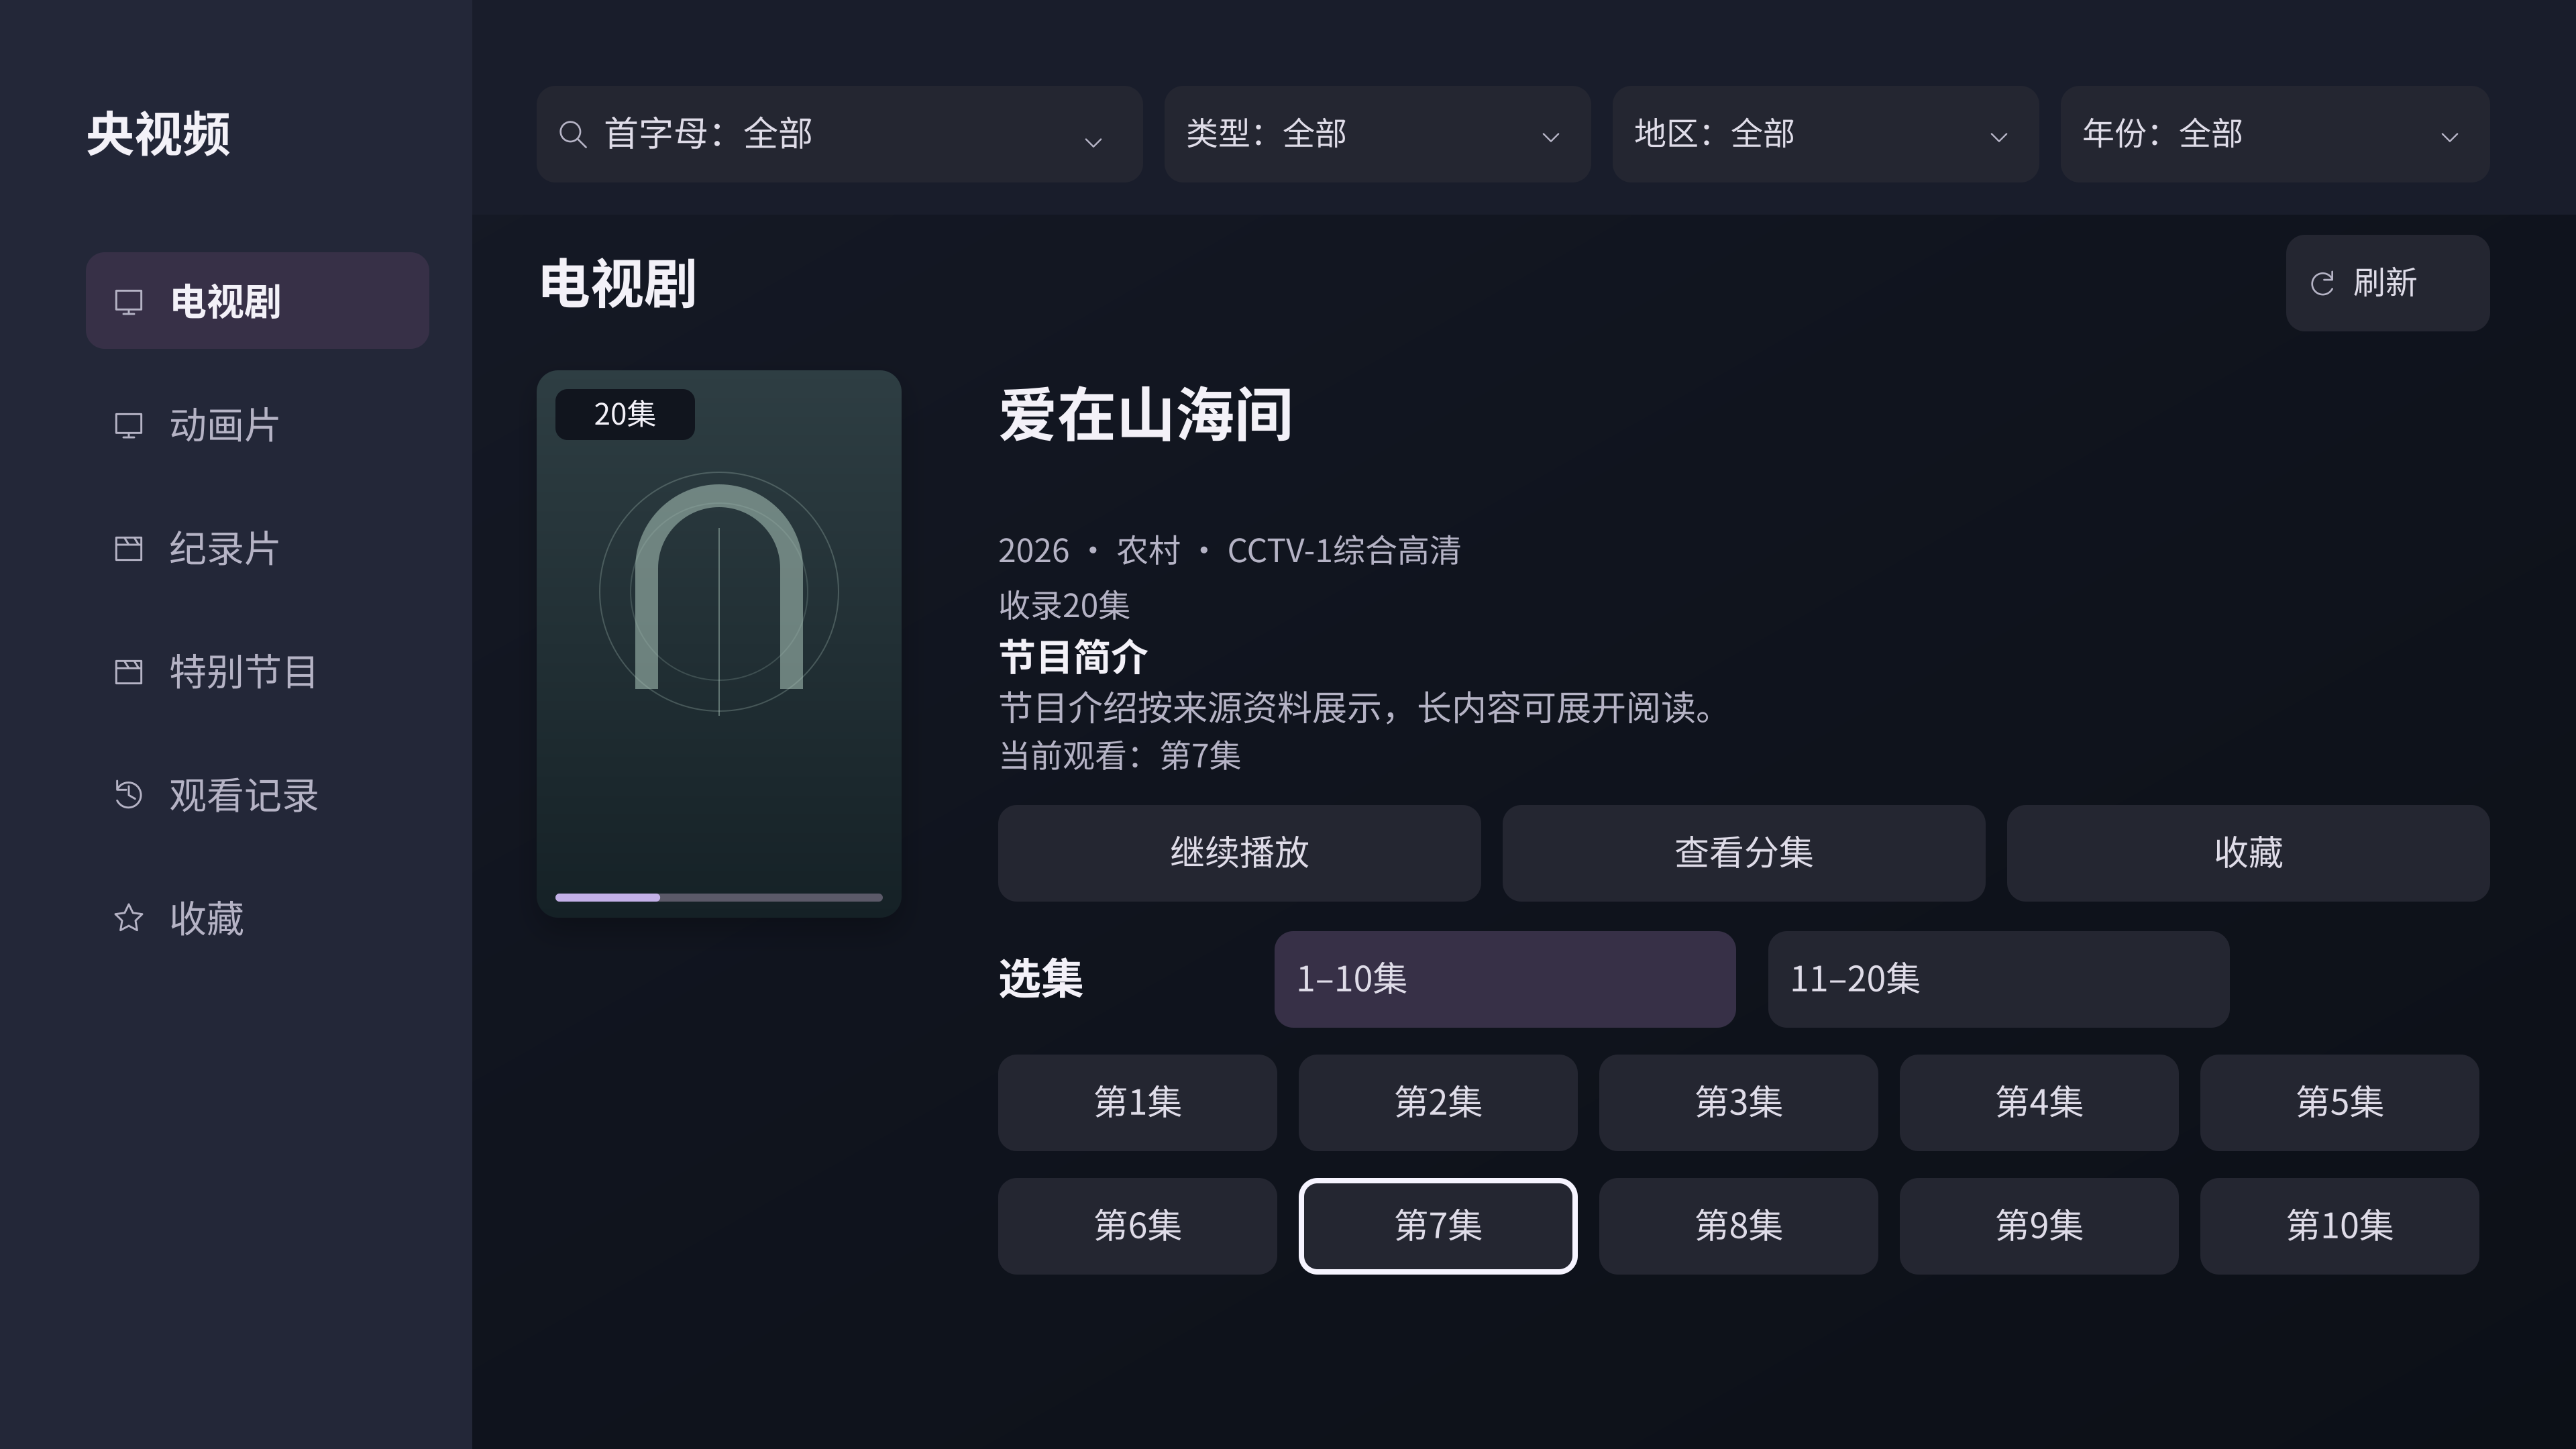 央视频
首字母：全部
类型：全部
地区：全部
年份：全部
电视剧
动画片
纪录片
特别节目
观看记录
收藏
电视剧
刷新
20集
爱在山海间
2026 • 农村 • CCTV-1综合高清
收录20集
节目简介
节目介绍按来源资料展示，长内容可展开阅读。
当前观看：第7集
继续播放
查看分集
收藏
选集
1–10集
11–20集
第1集
第2集
第3集
第4集
第5集
第6集
第7集
第8集
第9集
第10集